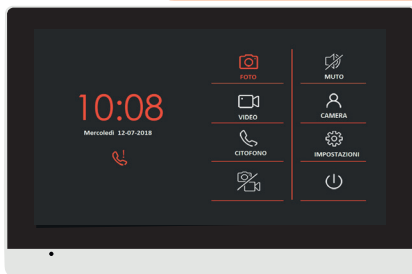 10:08
Mercoledì 12-07-2018
FOTO
MUTO
VIDEO
CAMERA
CITOFONO
IMPOSTAZIONI